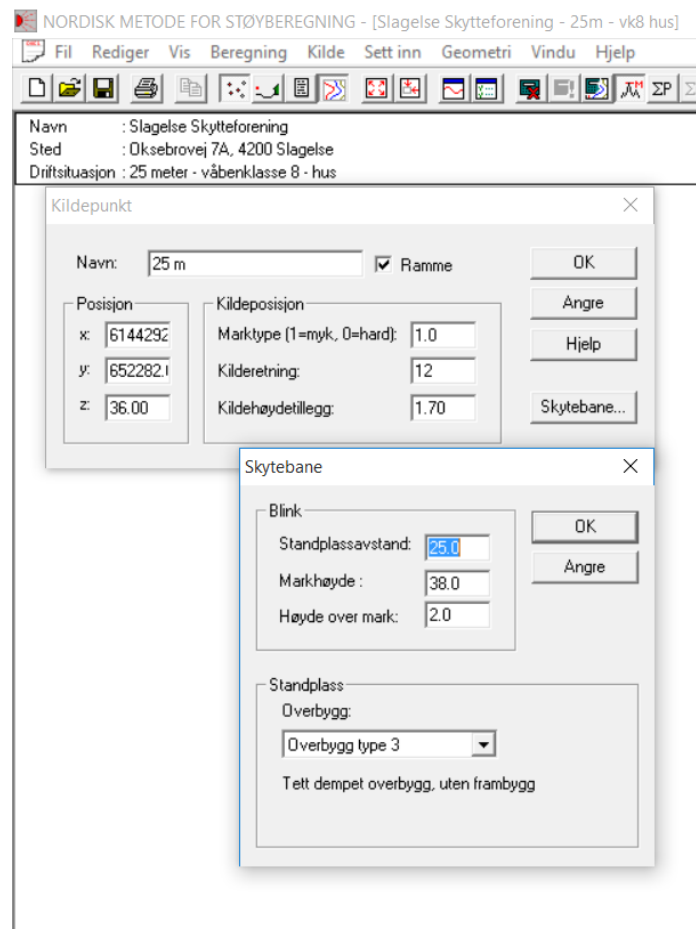 NORDISK METODE FOR STØYBEREGNING - [Slagelse Skytteforening - 25m - vk8 hus]
Fil Rediger Vis Beregning Kilde Sett inn Geometri Vindu Hjelp
ΣP
Navn : Slagelse Skytteforening
Sted : Oksebrovej 7A, 4200 Slagelse
Driftsituasjon : 25 meter - våbenklasse 8 - hus
Kildepunkt
Navn: 25 m Ramme OK
Posisjon Kildeposisjon Angre
x: 6144292 Marktype (1=myk, 0=hard): 1.0 Hjelp
y: 652282. Kilderetning: 12
z: 36.00 Kildehøydetillegg: 1.70 Skytebane...
Skytebane
Blink OK
Standplassavstand: 25.0
Markhøyde : 38.0 Angre
Høyde over mark: 2.0
Standplass
Overbygg:
Overbygg type 3
Tett dempet overbygg, uten frambygg